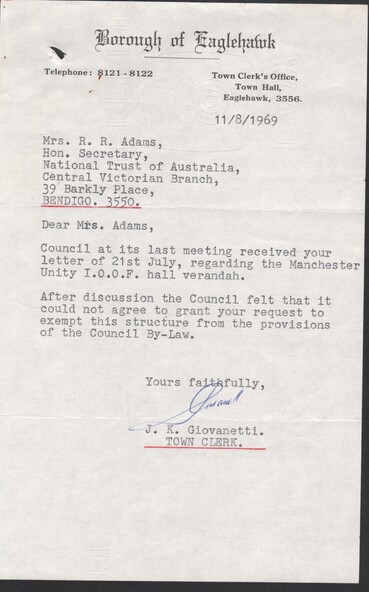 Borough of Eaglehawk
Telephone: 8121 - 8122
Town Clerk's Office,
Town Hall,
Eaglehawk, 3556.
11/8/1969
Mrs. R. R. Adams,
Hon. Secretary,
National Trust of Australia,
Central Victorian Branch,
39 Barkly Place,
BENDIGO. 3550.
Dear Mrs. Adams,
Council at its last meeting received your
letter of 21st July, regarding the Manchester
Unity I.O.O.F. hall verandah.
After discussion the Council felt that it
could not agree to grant your request to
exempt this structure from the provisions
of the Council By-Law.
Yours faithfully,
J. K. Giovanetti.
TOWN CLERK.